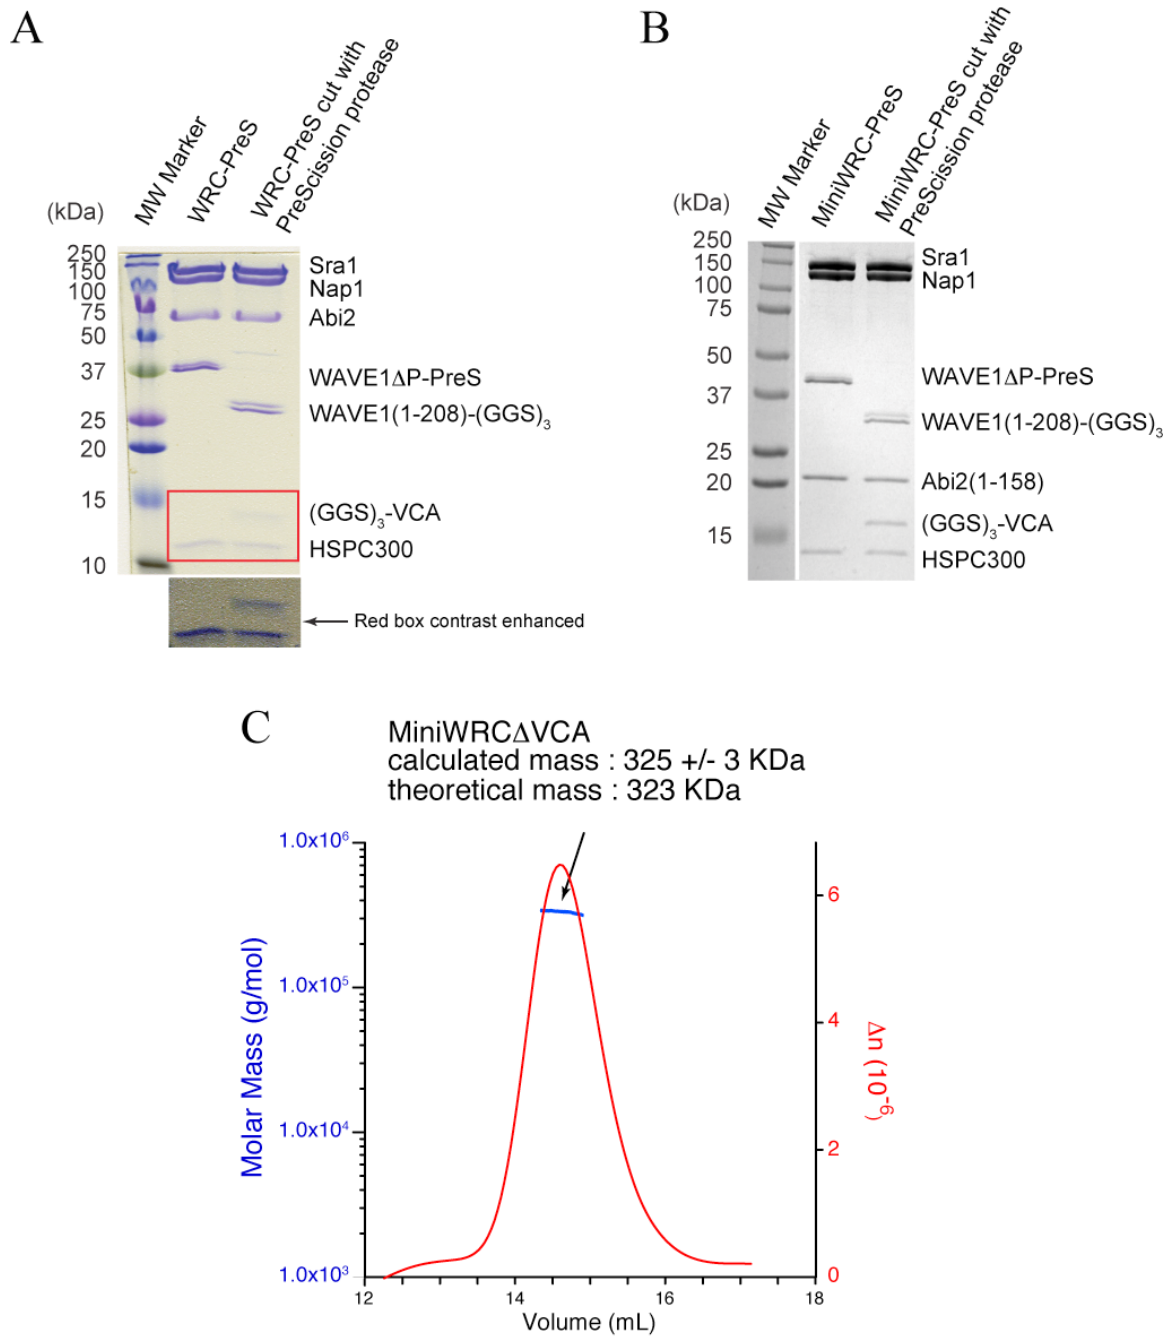 A
MW Marker
WRC-PreS
WRC-PreS cut with
PreScission protease
(kDa)
250
150
100
75
50
37
25
20
15
10
Sra1
Nap1
Abi2
WAVE1ΔP-PreS
WAVE1(1-208)-(GGS)3
(GGS)3-VCA
HSPC300
Red box contrast enhanced
B
MW Marker
MiniWRC-PreS
MiniWRC-PreS cut with
PreScission protease
(kDa)
250
150
100
75
50
37
25
20
15
Sra1
Nap1
WAVE1ΔP-PreS
WAVE1(1-208)-(GGS)3
Abi2(1-158)
(GGS)3-VCA
HSPC300
C
MiniWRCΔVCA
calculated mass : 325 +/- 3 KDa
theoretical mass : 323 KDa
Molar Mass (g/mol)
1.0x10^6
1.0x10^5
1.0x10^4
1.0x10^3
12
14
16
18
Volume (mL)
6
4
2
0
Δn (10^-6)